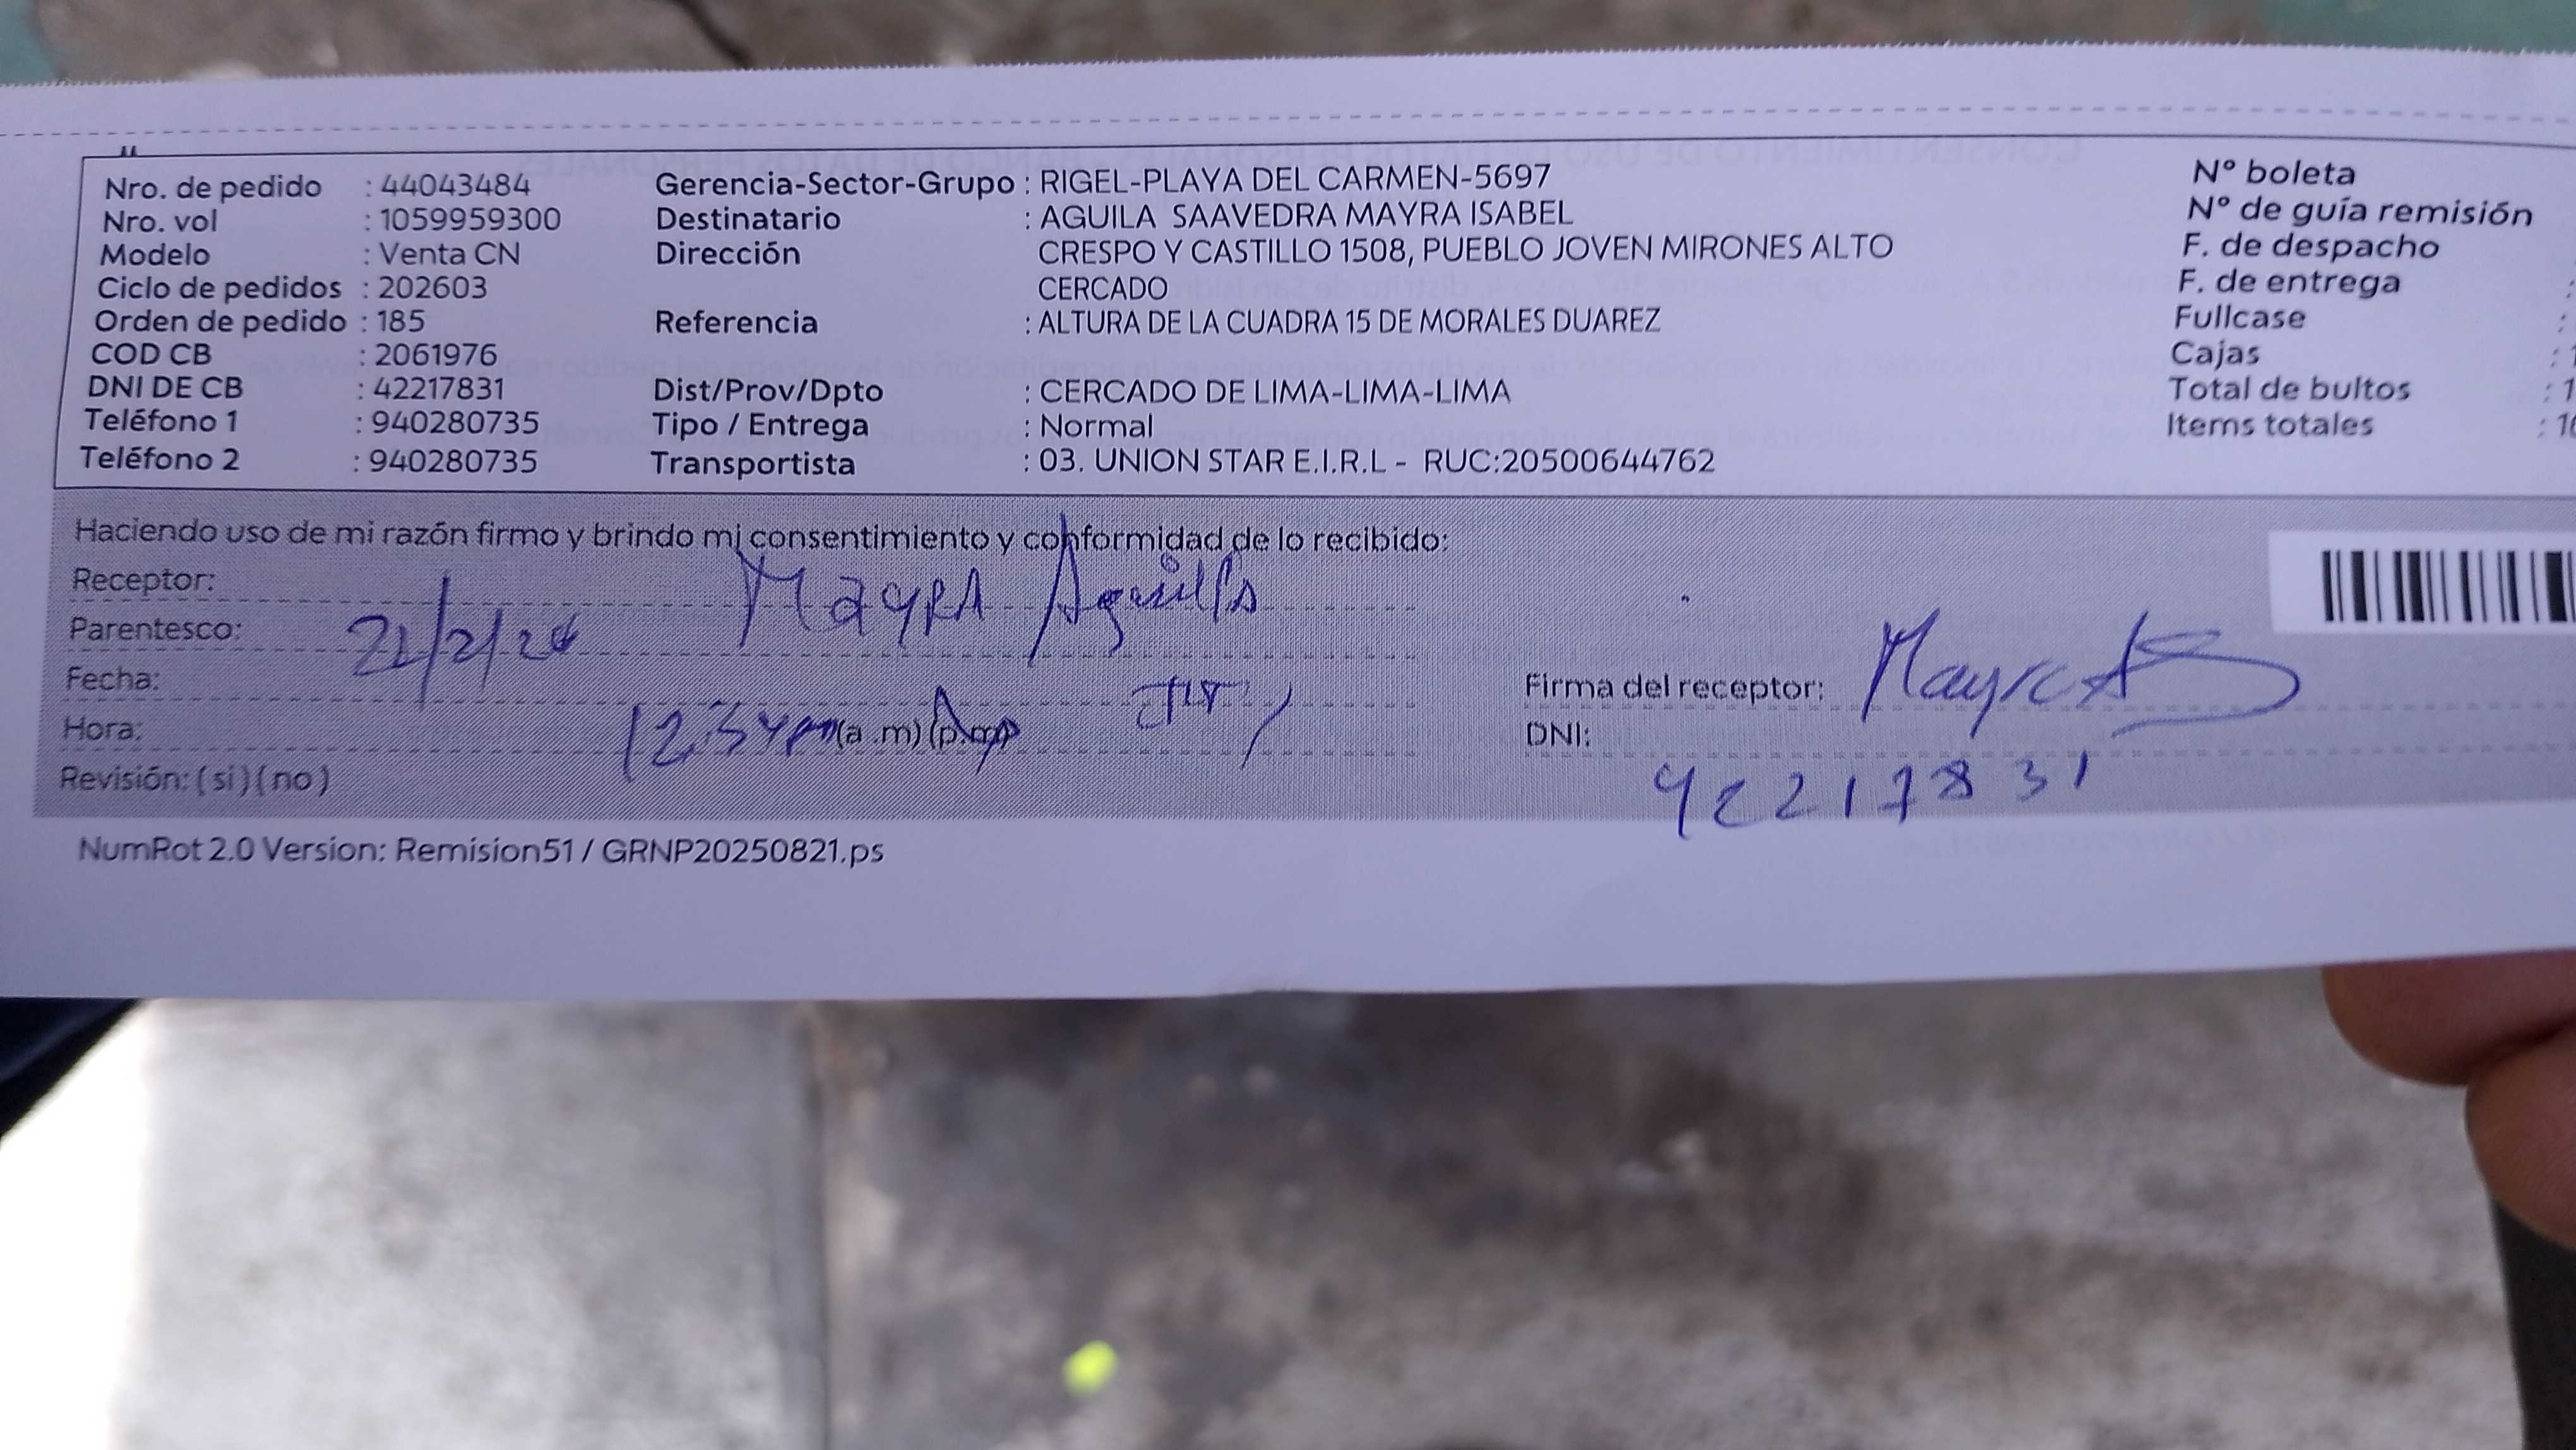 Nro. de pedido : 44043484 Gerencia-Sector-Grupo : RIGEL-PLAYA DEL CARMEN-5697 Nº boleta
Nro. vol : 1059959300 Destinatario : AGUILA SAAVEDRA MAYRA ISABEL Nº de guía remisión
Modelo : Venta CN Dirección CRESPO Y CASTILLO 1508, PUEBLO JOVEN MIRONES ALTO F. de despacho
Ciclo de pedidos : 202603 CERCADO F. de entrega :
Orden de pedido : 185 Referencia : ALTURA DE LA CUADRA 15 DE MORALES DUAREZ Fullcase :
COD CB : 2061976 Cajas : 1
DNI DE CB : 42217831 Dist/Prov/Dpto : CERCADO DE LIMA-LIMA-LIMA Total de bultos : 1
Teléfono 1 : 940280735 Tipo / Entrega : Normal Items totales :
Teléfono 2 : 940280735 Transportista : 03. UNION STAR E.I.R.L - RUC:20500644762
Haciendo uso de mi razón firmo y brindo mi consentimiento y conformidad de lo recibido:
Receptor: MAYRA Aguila
Parentesco:
Fecha: 21/2/26
Firma del receptor: Mayra
Hora: 12:34pm (a .m) (p.m)
DNI: 42217831
Revisión: (si) (no)
NumRot 2.0 Version: Remision51 / GRNP20250821.ps